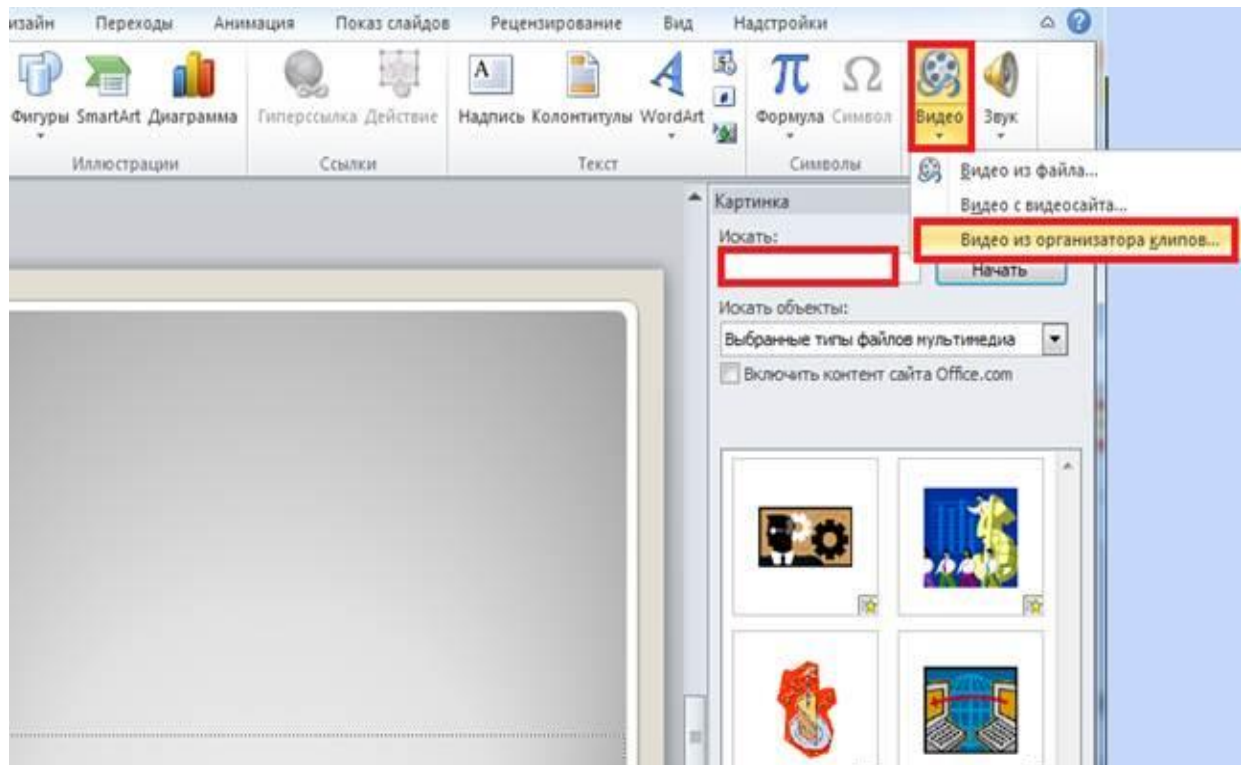 изайн Переходы Анимация Показ слайдов Рецензирование Вид Надстройки
Фигуры SmartArt Диаграмма Гиперссылка Действие Надпись Колонтитулы WordArt Формула Символ Видео Звук
Иллюстрации Ссылки Текст Символы
Видео из файла...
Видео с видеосайта...
Видео из организатора клипов...
Картинка
Искать:
Начать
Искать объекты:
Выбранные типы файлов мультимедиа
Включить контент сайта Office.com